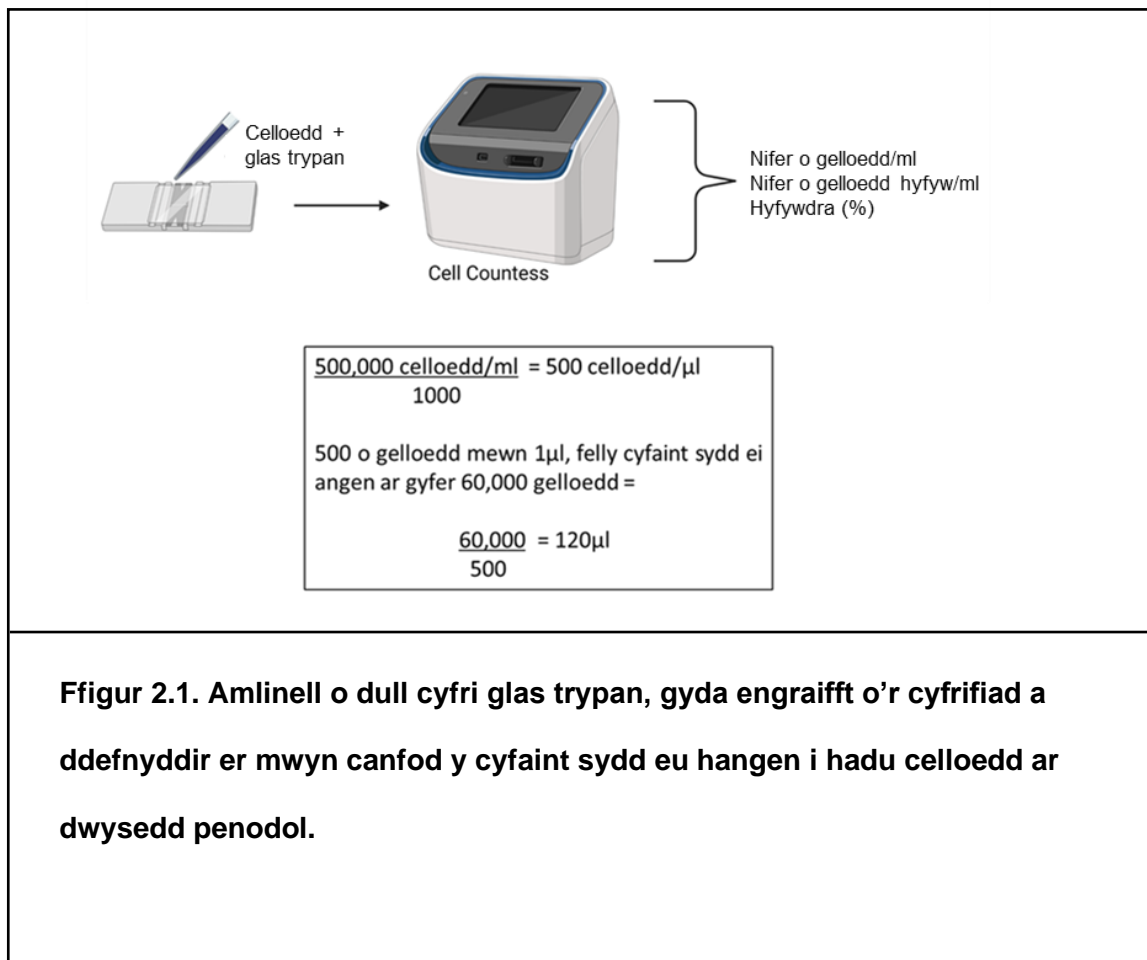 Celloedd +
glas trypan
Cell Countess
Nifer o gelloedd/ml
Nifer o gelloedd hyfyw/ml
Hyfywdra (%)
500,000 celloedd/ml = 500 celloedd/µl
1000
500 o gelloedd mewn 1µl, felly cyfaint sydd ei
angen ar gyfer 60,000 gelloedd =
60,000 = 120µl
500
Ffigur 2.1. Amlinell o dull cyfri glas trypan, gyda engraifft o’r cyfrifiad a
ddefnyddir er mwyn canfod y cyfaint sydd eu hangen i hadu celloedd ar
dwysedd penodol.